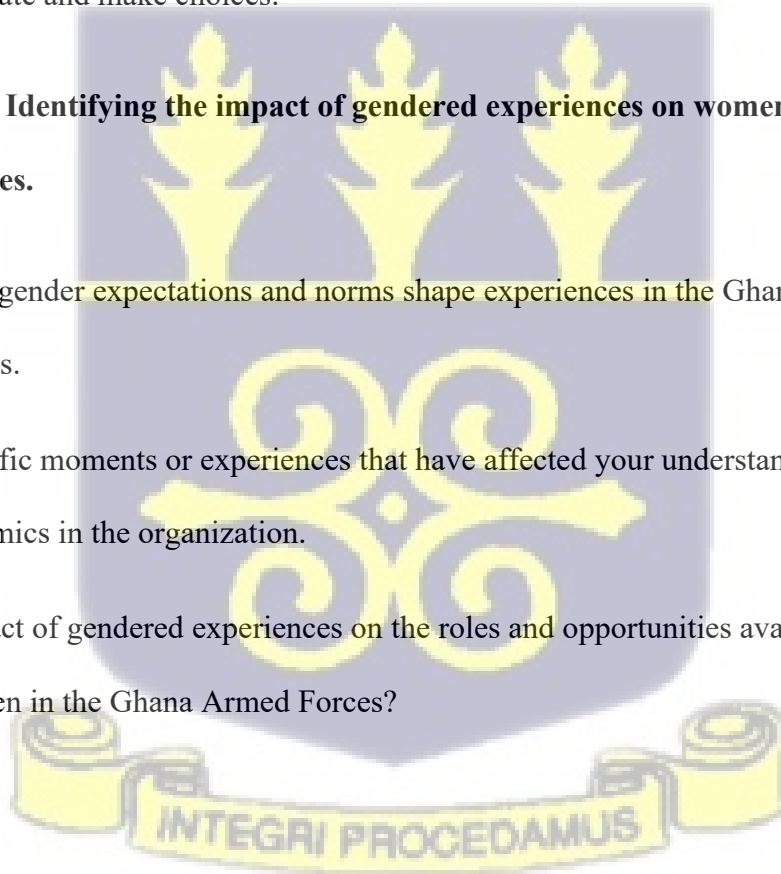 ate and make choices.
Identifying the impact of gendered experiences on women
es.
gender expectations and norms shape experiences in the Ghan
s.
fic moments or experiences that have affected your understan
mics in the organization.
ct of gendered experiences on the roles and opportunities ava
en in the Ghana Armed Forces?
INTEGRI PROCEDAMUS